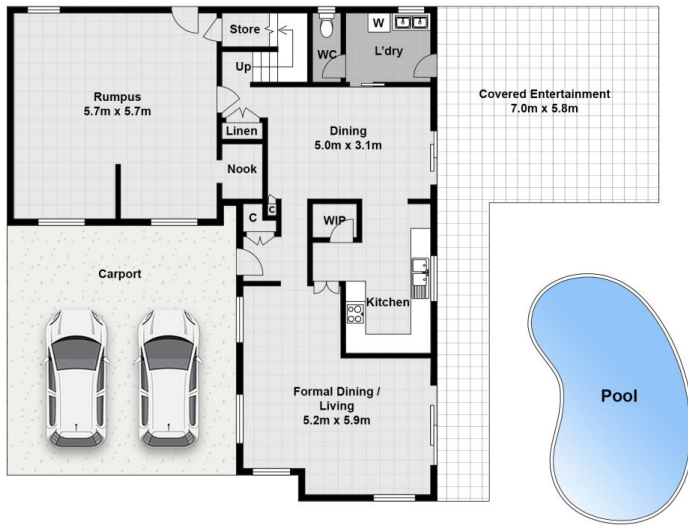 Store
W
WC
L'dry
Up
Rumpus
5.7m x 5.7m
Covered Entertainment
7.0m x 5.8m
Linen
Dining
5.0m x 3.1m
Nook
C
C
WIP
Carport
Kitchen
Formal Dining /
Living
5.2m x 5.9m
Pool